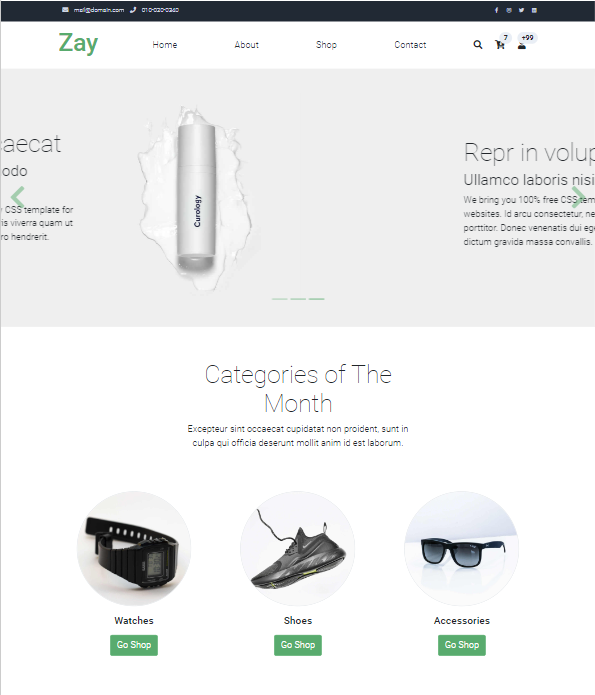 mail@domain.com 010-020-0340
Zay Home About Shop Contact 7 +99
aecat
odo
CSS template for
is viverra quam ut
ro hendrerit.
Curology
Repr in volup
Ullamco laboris nisi
We bring you 100% free CSS tem
websites. Id arcu consectetur, ne
porttitor. Donec venenatis dui ege
dictum gravida massa convallis.
Categories of The
Month
Excepteur sint occaecat cupidatat non proident, sunt in
culpa qui officia deserunt mollit anim id est laborum.
Watches Shoes Accessories
Go Shop Go Shop Go Shop